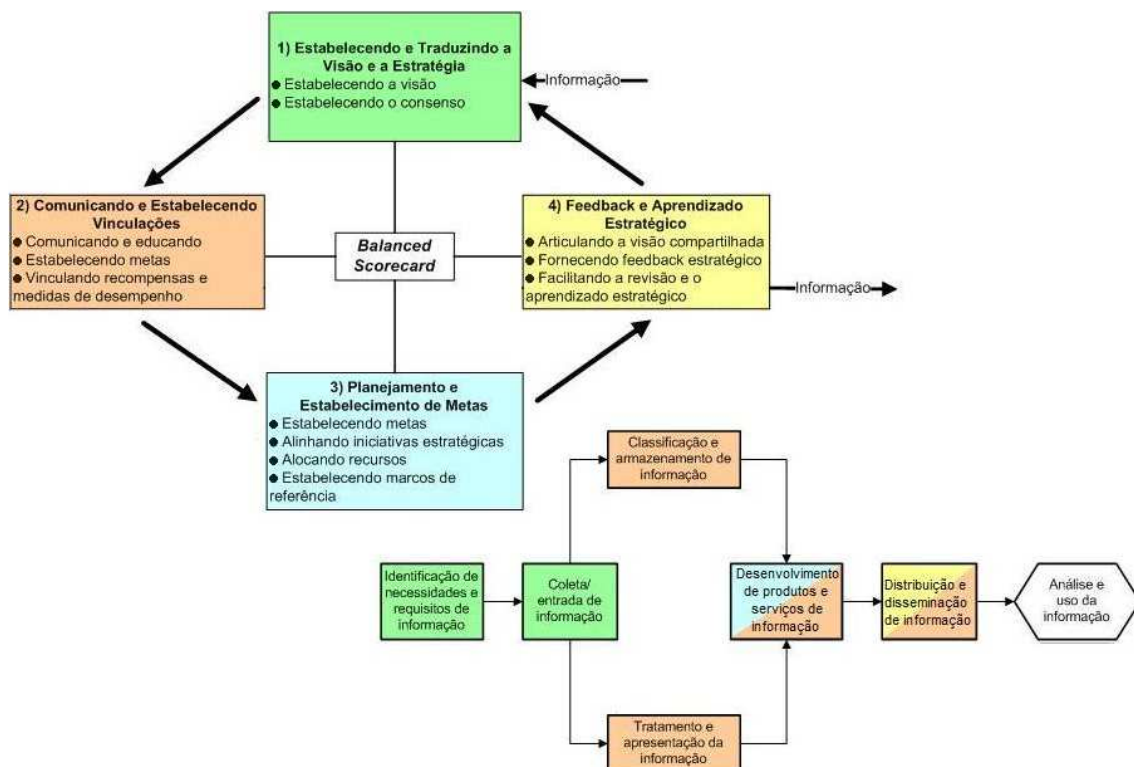 1) Estabelecendo e Traduzindo a
Visão e a Estratégia
● Estabelecendo a visão
● Estabelecendo o consenso
Informação
2) Comunicando e Estabelecendo
Vinculações
● Comunicando e educando
● Estabelecendo metas
● Vinculando recompensas e
medidas de desempenho
Balanced
Scorecard
4) Feedback e Aprendizado
Estratégico
● Articulando a visão compartilhada
● Fornecendo feedback estratégico
● Facilitando a revisão e o
aprendizado estratégico
Informação
3) Planejamento e
Estabelecimento de Metas
● Estabelecendo metas
● Alinhando iniciativas estratégicas
● Alocando recursos
● Estabelecendo marcos de
referência
Classificação e
armazenamento de
informação
Identificação de
necessidades e
requisitos de
informação
Coleta/
entrada de
informação
Desenvolvimento
de produtos e
serviços de
informação
Distribuição e
disseminação
de informação
Análise e
uso da
informação
Tratamento e
apresentação da
informação